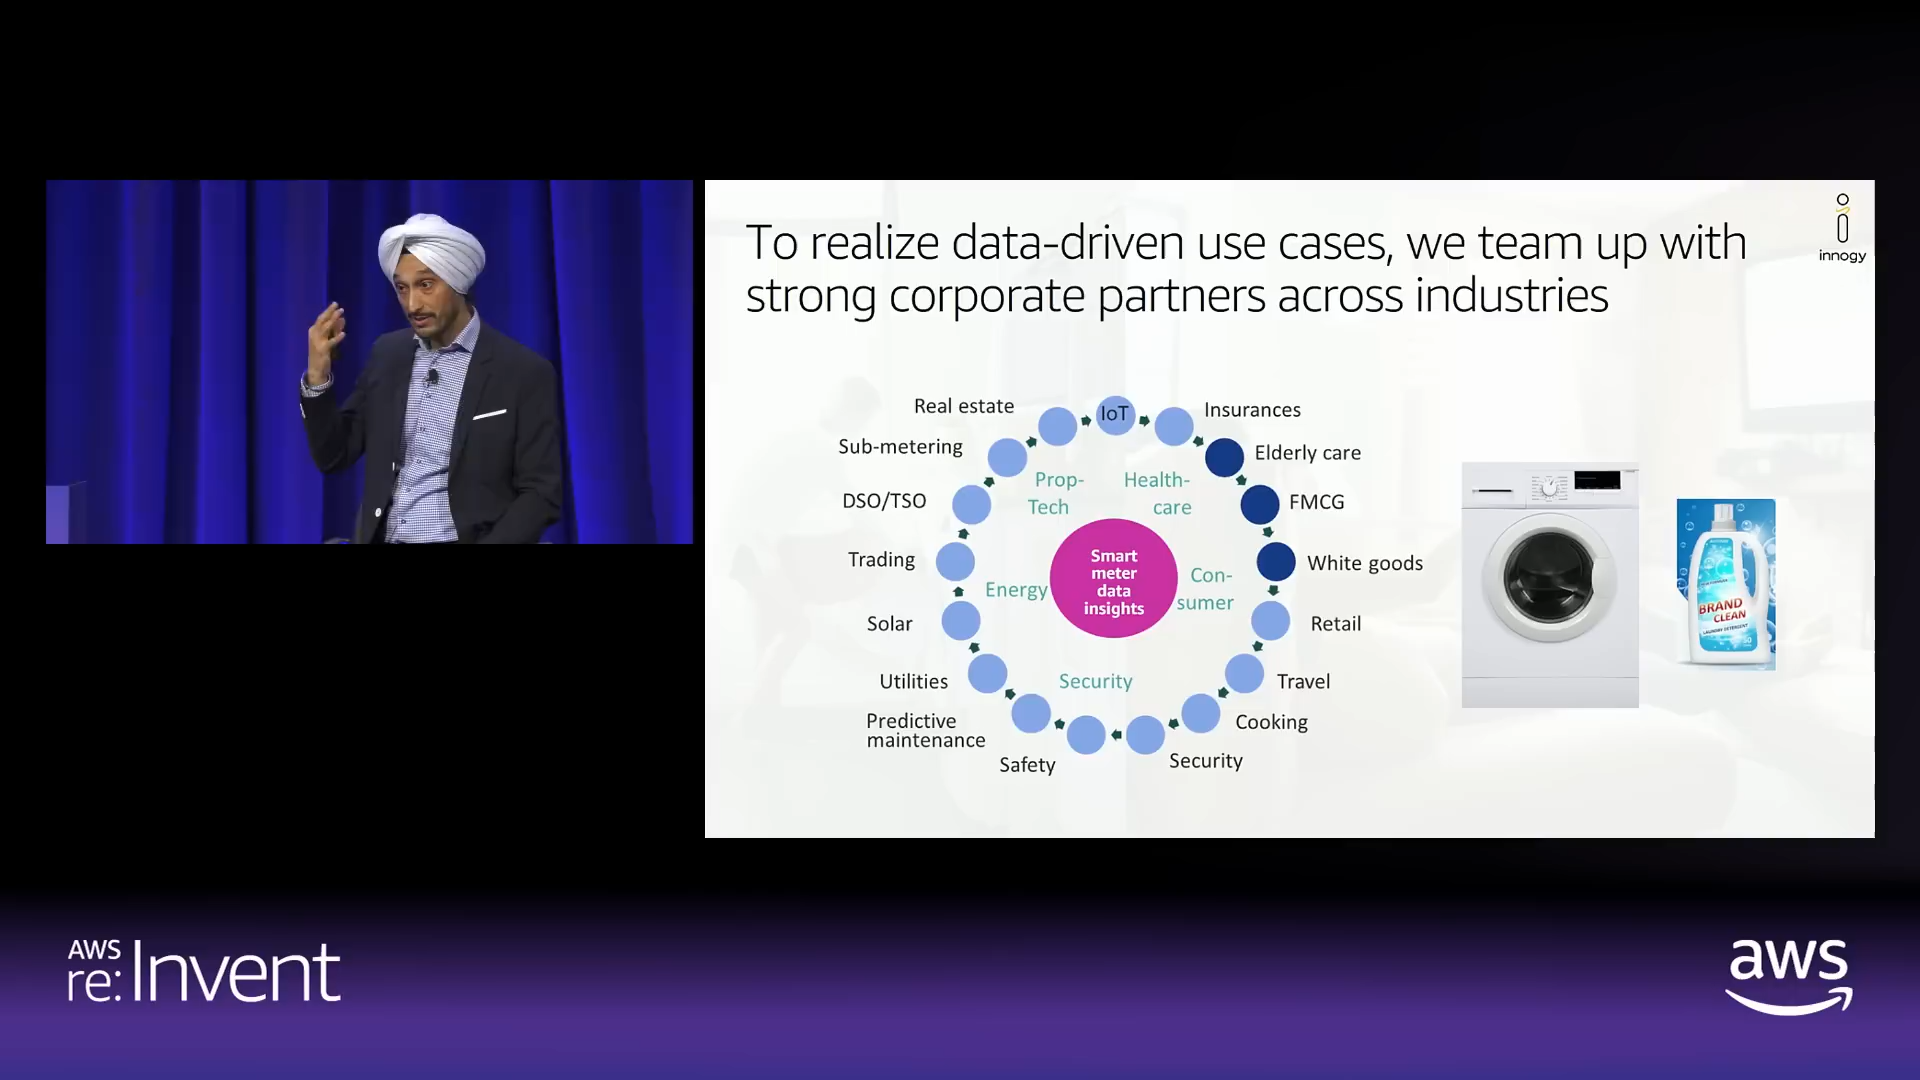 To realize data-driven use cases, we team up with
strong corporate partners across industries
innogy
Real estate
IoT
Insurances
Sub-metering
Elderly care
Prop-
Tech
Health-
care
DSO/TSO
FMCG
Trading
Smart
meter
data
insights
White goods
Energy
Con-
sumer
Solar
Retail
Utilities
Security
Travel
Predictive
maintenance
Cooking
Safety
Security
BRAND
CLEAN
LAUNDRY DETERGENT
AWS
re:Invent
aws